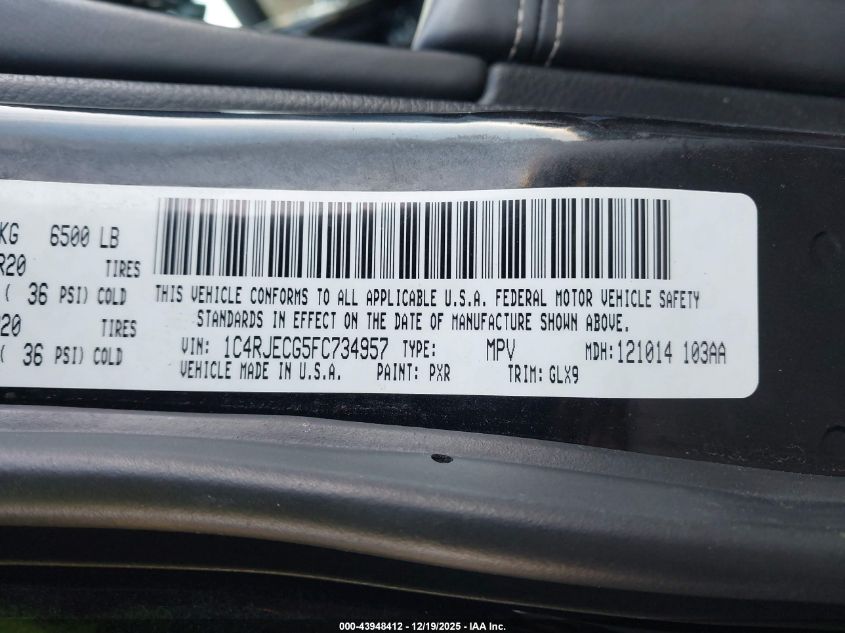 KG 6500 LB
R20 TIRES
( 36 PSI) COLD
R20 TIRES
( 36 PSI) COLD
THIS VEHICLE CONFORMS TO ALL APPLICABLE U.S.A. FEDERAL MOTOR VEHICLE SAFETY
STANDARDS IN EFFECT ON THE DATE OF MANUFACTURE SHOWN ABOVE.
VIN: 1C4RJECG5FC734957 TYPE: MPV MDH: 121014 103AA
VEHICLE MADE IN U.S.A. PAINT: PXR TRIM: GLX9
000-43948412 - 12/19/2025 - IAA Inc.